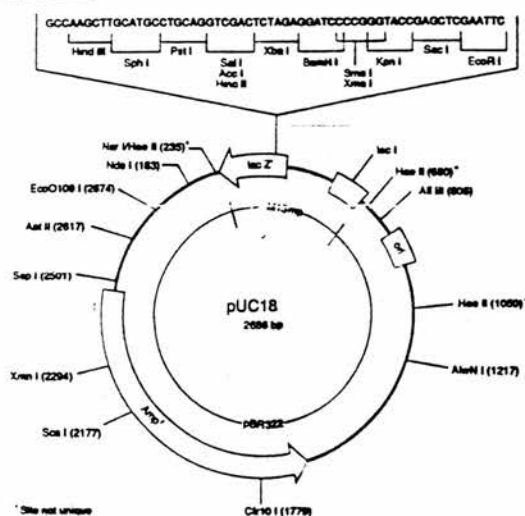 GCCAAGCTTGCATGCCTGCAGGTCGACTCTAGAGGATCCCCGGGTACCGAGCTCGAATTC
Hind III Pst I Xba I Sma I Sac I
Sph I Sal I BamH I Xma I Kpn I EcoR I
Acc I
Hinc II
Nar I/Hae II (235)*
lac Z'
lac I
Nde I (183)
Hae II (680)*
EcoO109 I (2674)
Afl III (806)
Aat II (2617)
ori
Ssp I (2501)
pUC18
2686 bp
Hae II (1050)*
AlwN I (1217)
Xmn I (2294)
Amp r
pBR322
Sca I (2177)
* Site not unique
Cfr10 I (1779)